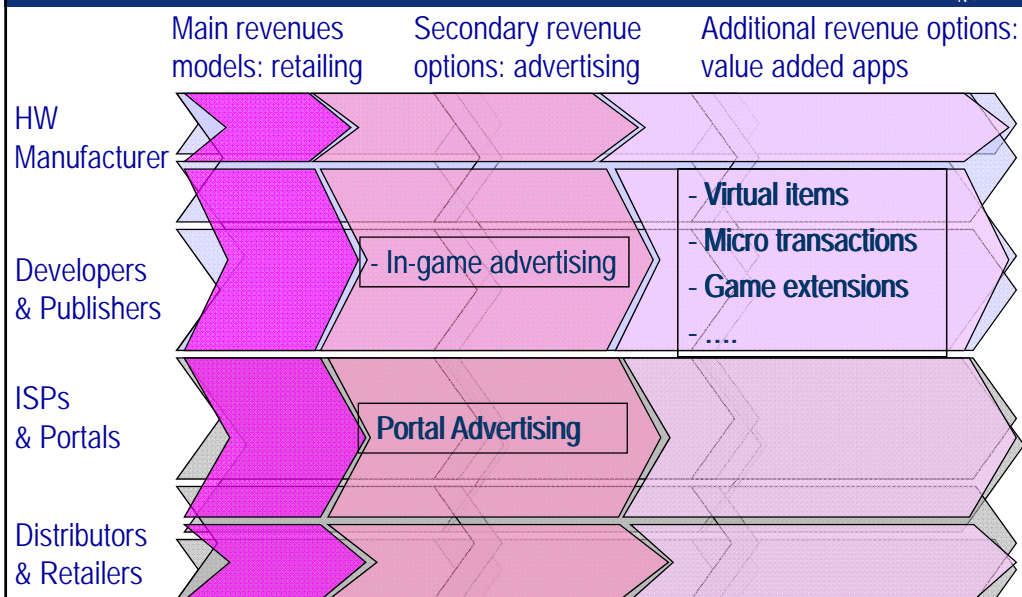 Main revenues
models: retailing
Secondary revenue
options: advertising
Additional revenue options:
value added apps
HW
Manufacturer
- Virtual items
- Micro transactions
- Game extensions
- ....
Developers
& Publishers
- In-game advertising
ISPs
& Portals
Portal Advertising
Distributors
& Retailers